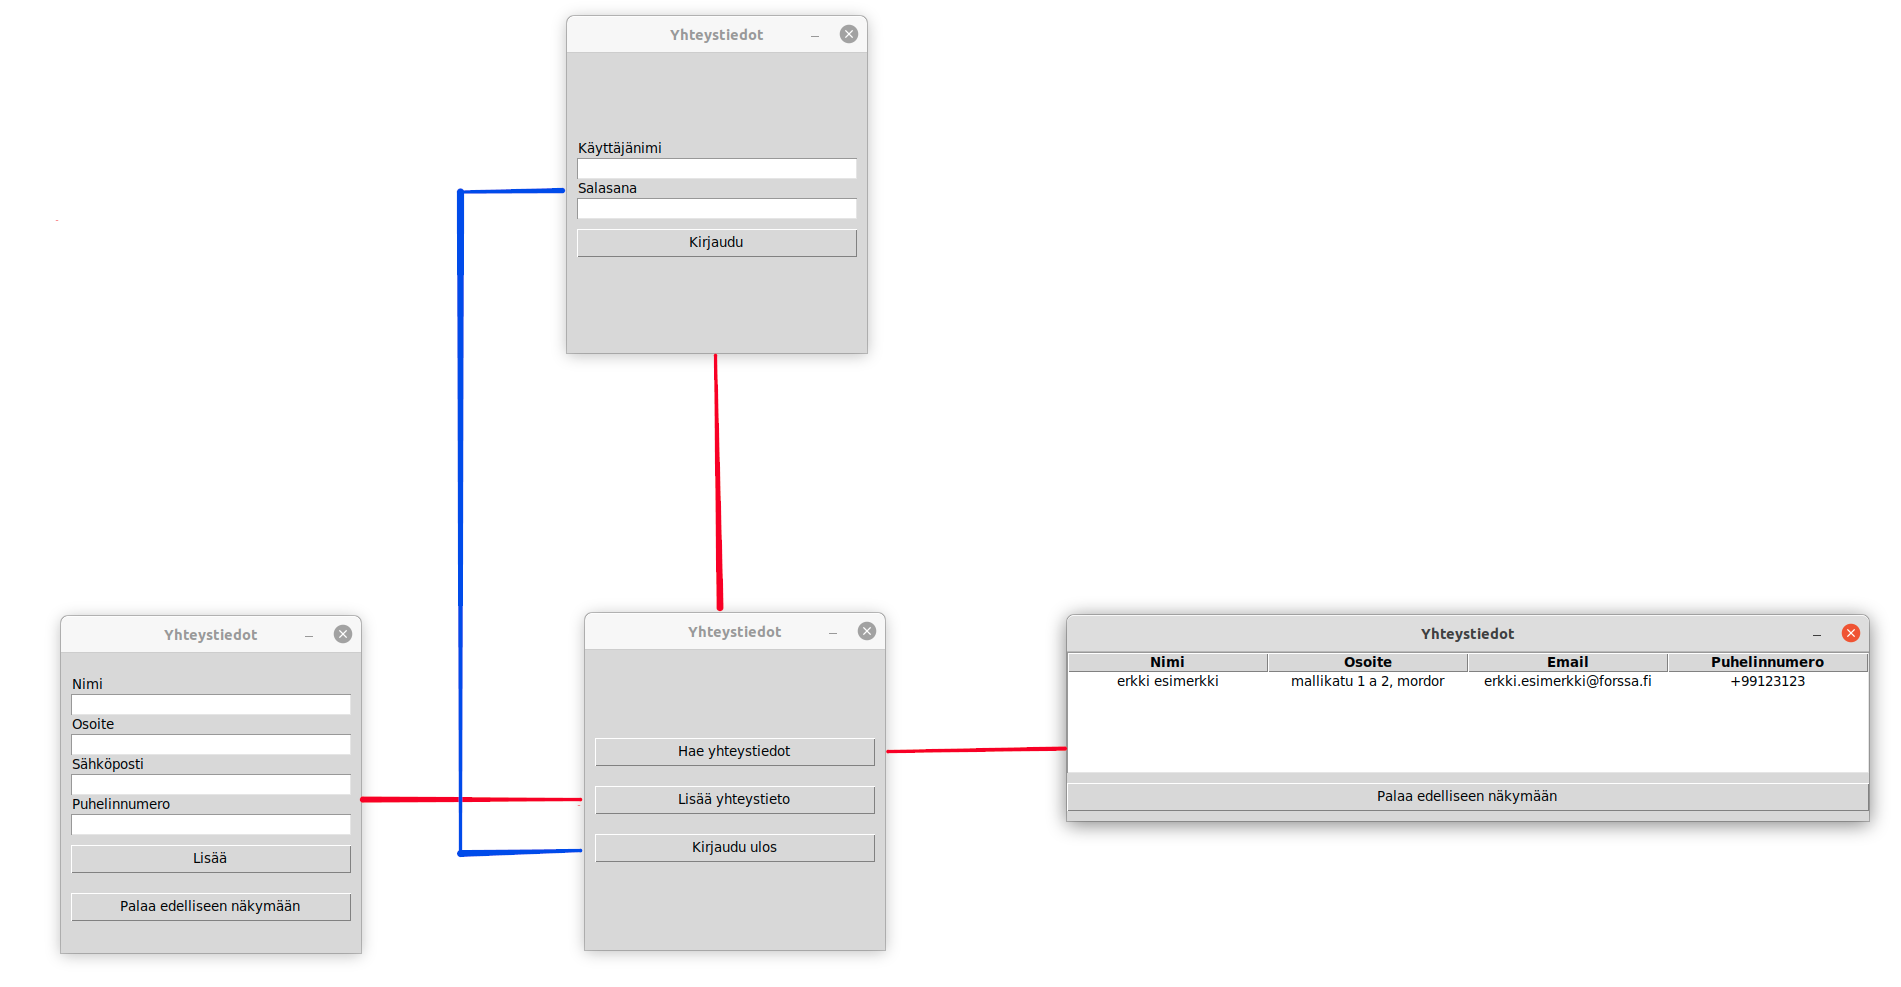 Yhteystiedot
Käyttäjänimi
Salasana
Kirjaudu
Yhteystiedot
Nimi
Osoite
Sähköposti
Puhelinnumero
Lisää
Palaa edelliseen näkymään
Yhteystiedot
Hae yhteystiedot
Lisää yhteystieto
Kirjaudu ulos
Yhteystiedot
Nimi Osoite Email Puhelinnumero
erkki esimerkki mallikatu 1 a 2, mordor erkki.esimerkki@forssa.fi +99123123
Palaa edelliseen näkymään